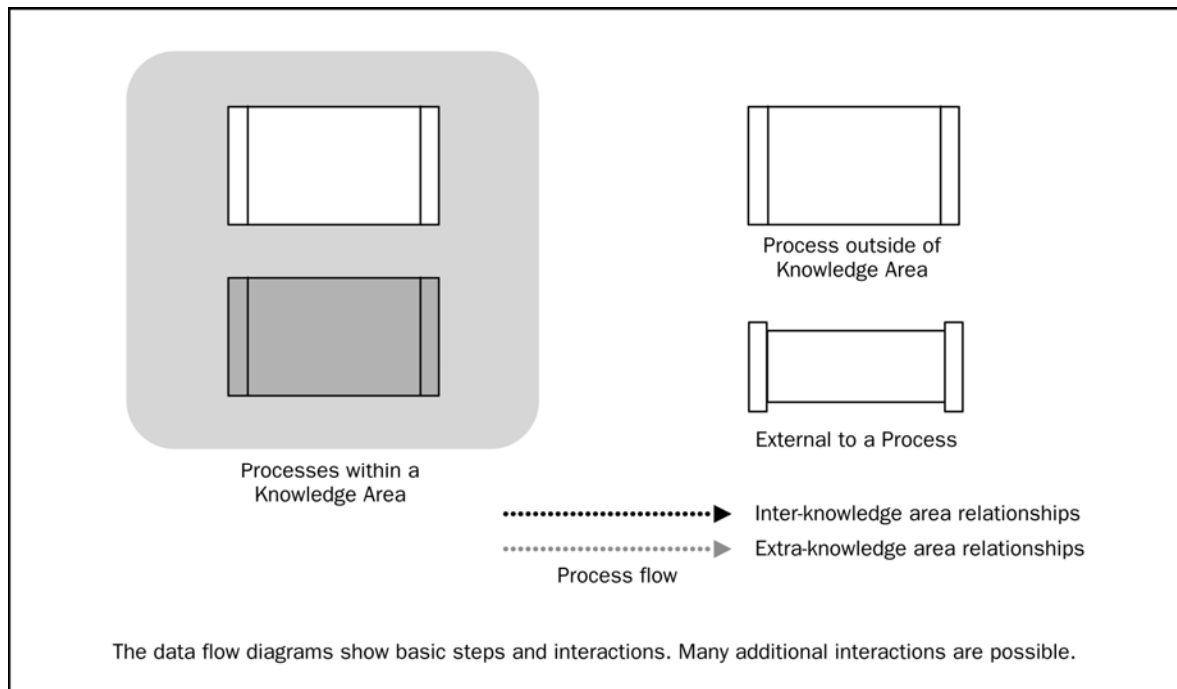 Processes within a
Knowledge Area
Process outside of
Knowledge Area
External to a Process
Inter-knowledge area relationships
Extra-knowledge area relationships
Process flow
The data flow diagrams show basic steps and interactions. Many additional interactions are possible.